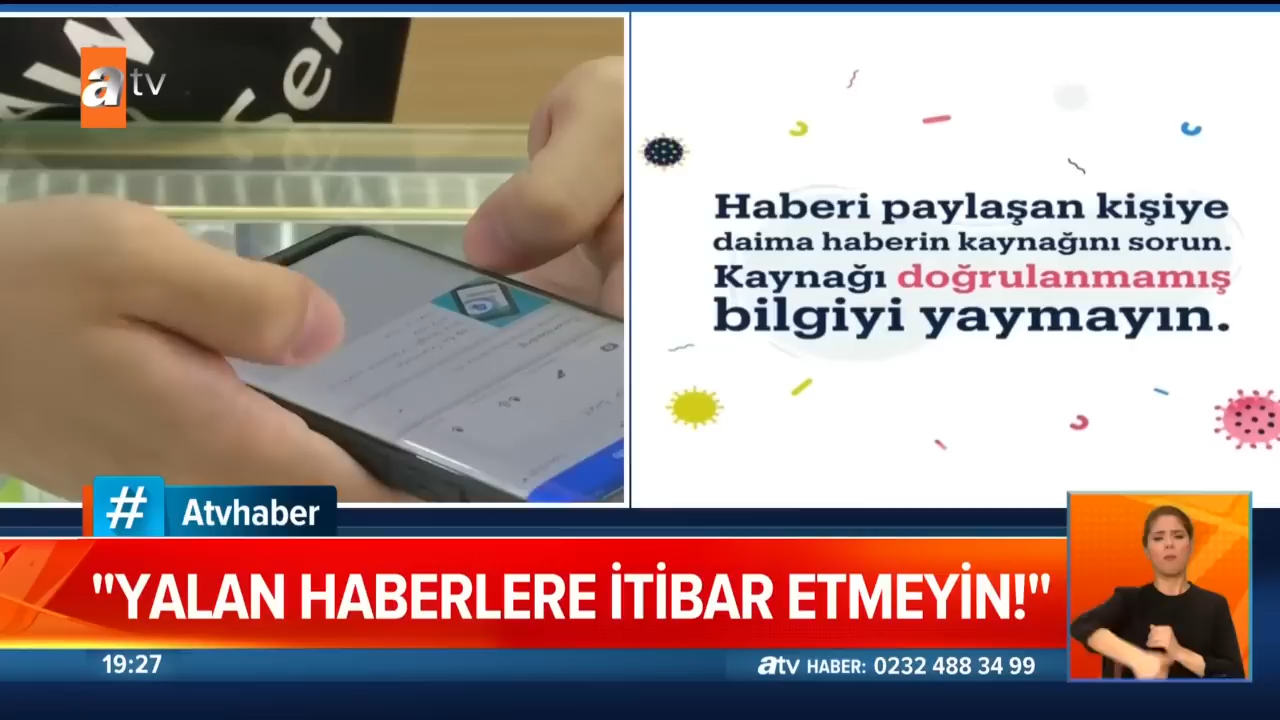 atv
Haberi paylaşan kişiye
daima haberin kaynağını sorun.
Kaynağı doğrulanmamış
bilgiyi yaymayın.
# Atvhaber
"YALAN HABERLERE İTİBAR ETMEYİN!"
19:27
atv HABER: 0232 488 34 99